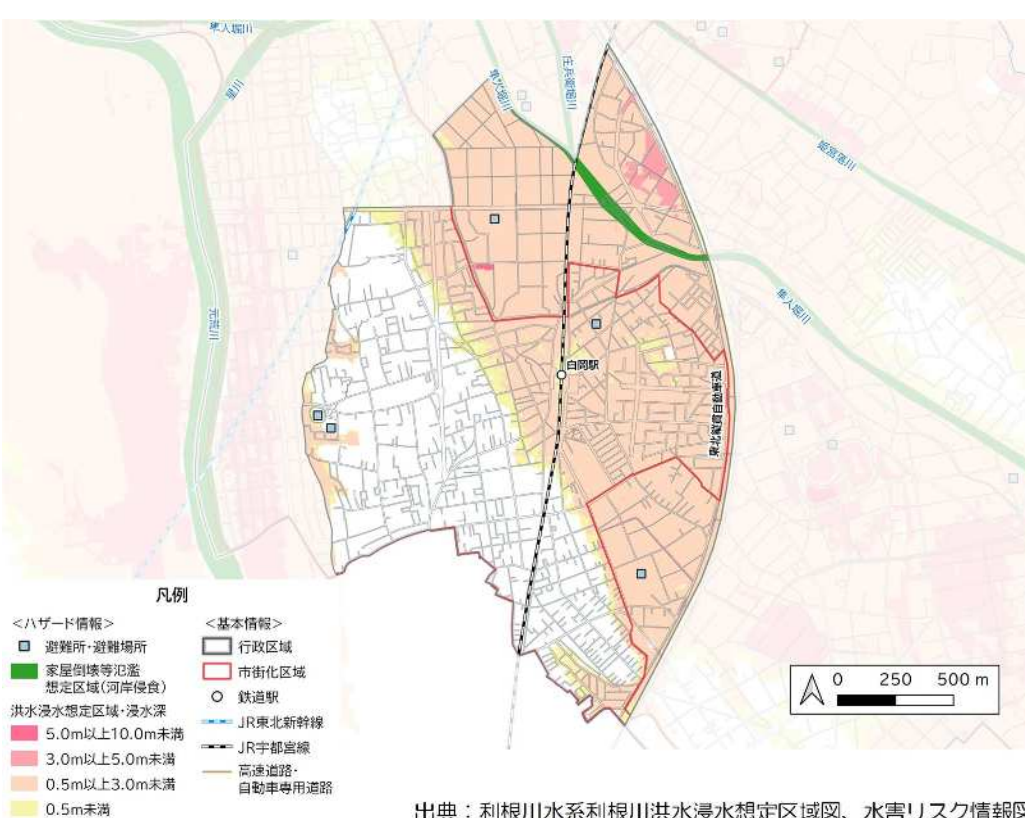 隼人堀川
星川
隼人堀川
庄兵衛堀川
姫宮落川
元荒川
隼人堀川
白岡駅
東北縦貫自動車道
凡例
<ハザード情報>
避難所・避難場所
家屋倒壊等氾濫
想定区域(河岸侵食)
洪水浸水想定区域・浸水深
5.0m以上10.0m未満
3.0m以上5.0m未満
0.5m以上3.0m未満
0.5m未満
<基本情報>
行政区域
市街化区域
鉄道駅
JR東北新幹線
JR宇都宮線
高速道路・
自動車専用道路
0 250 500 m
出典：利根川水系利根川洪水浸水想定区域図、水害リスク情報図